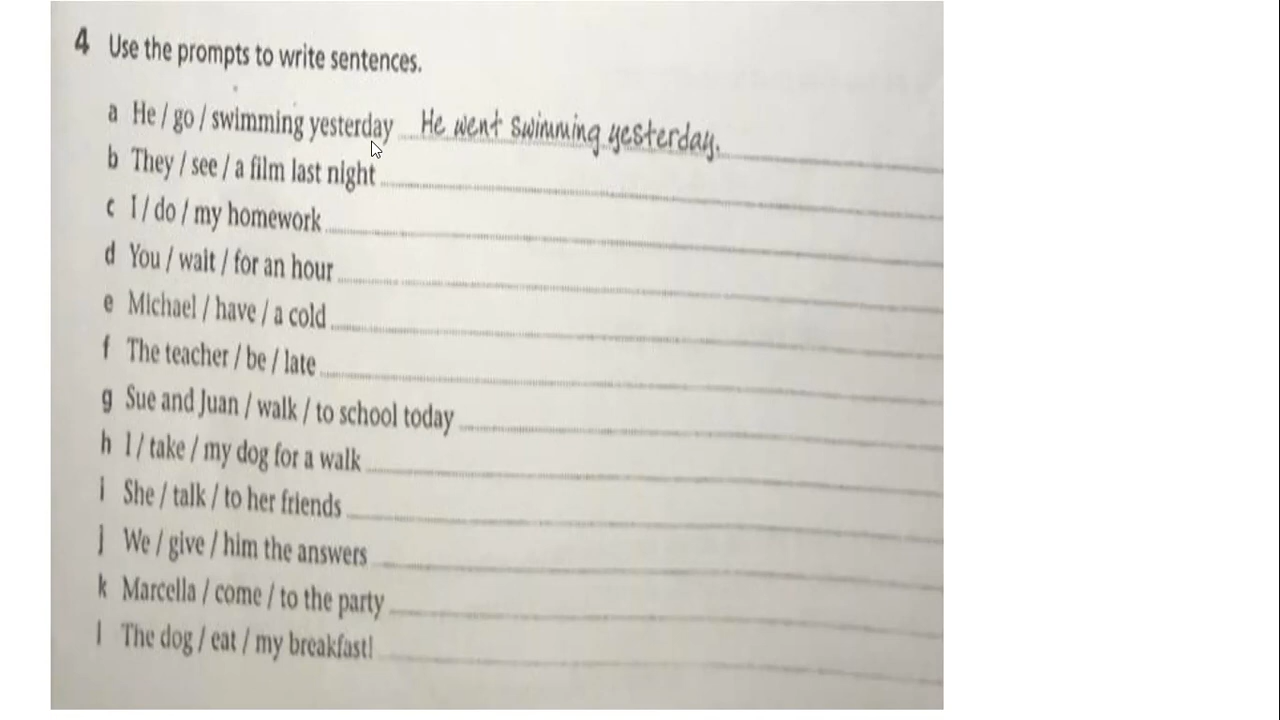 4 Use the prompts to write sentences.
a He / go / swimming yesterday He went swimming yesterday.
b They / see / a film last night
c I / do / my homework
d You / wait / for an hour
e Michael / have / a cold
f The teacher / be / late
g Sue and Juan / walk / to school today
h I / take / my dog for a walk
i She / talk / to her friends
j We / give / him the answers
k Marcella / come / to the party
l The dog / eat / my breakfast!